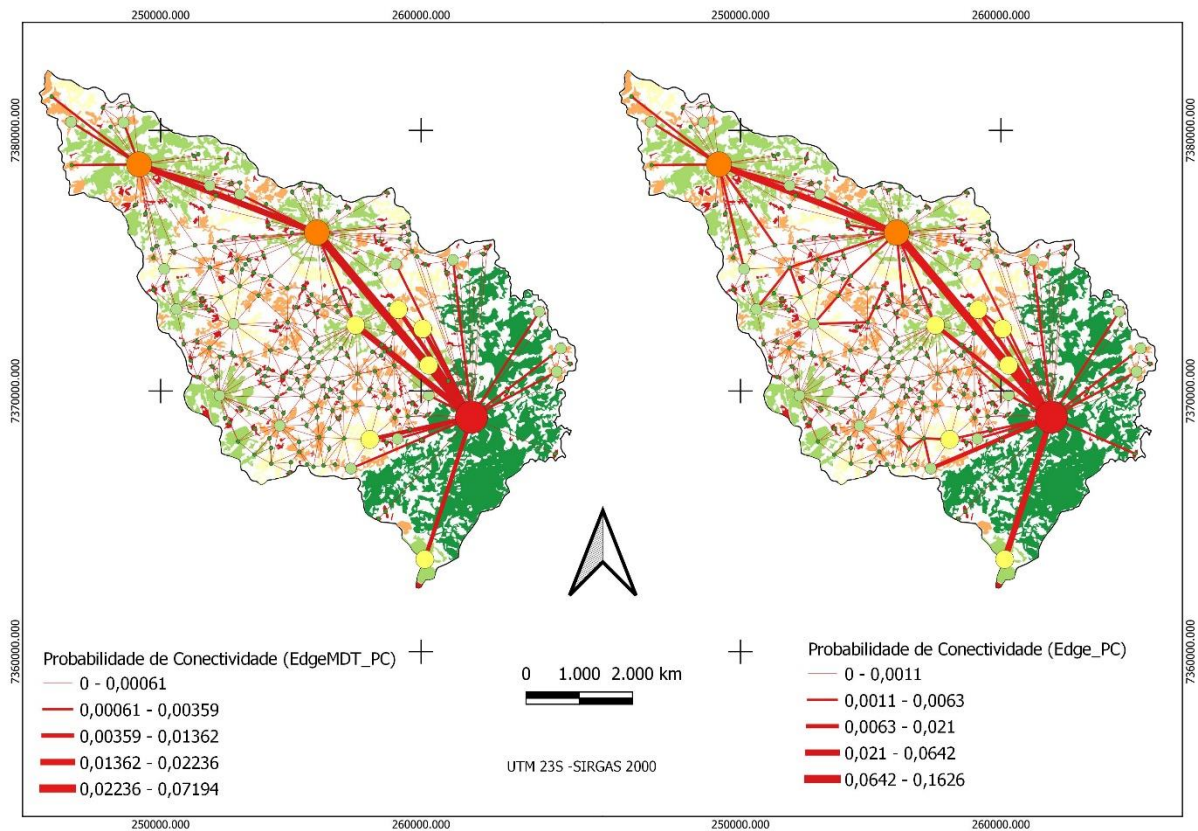 250000.000 260000.000 250000.000 260000.000
7380000.000 7380000.000
7370000.000 7370000.000
7360000.000 7360000.000
Probabilidade de Conectividade (EdgeMDT_PC)
0 - 0,00061
0,00061 - 0,00359
0,00359 - 0,01362
0,01362 - 0,02236
0,02236 - 0,07194
0 1.000 2.000 km
UTM 23S -SIRGAS 2000
Probabilidade de Conectividade (Edge_PC)
0 - 0,0011
0,0011 - 0,0063
0,0063 - 0,021
0,021 - 0,0642
0,0642 - 0,1626
250000.000 260000.000 250000.000 260000.000